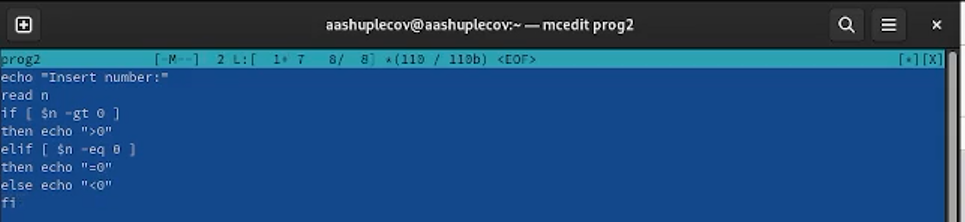 aashuplecov@aashuplecov:~ — mcedit prog2
prog2 [-M--] 2 L:[ 1+ 7 8/ 8] *(110 / 110b) <EOF> [*][X]
echo "Insert number:"
read n
if [ $n -gt 0 ]
then echo ">0"
elif [ $n -eq 0 ]
then echo "=0"
else echo "<0"
fi